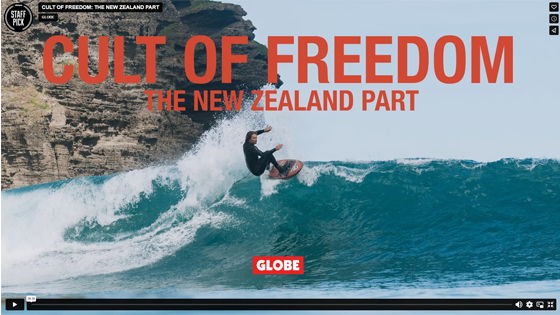 STAFF
PICK
CULT OF FREEDOM: THE NEW ZEALAND PART
GLOBE
CULT OF FREEDOM
THE NEW ZEALAND PART
GLOBE